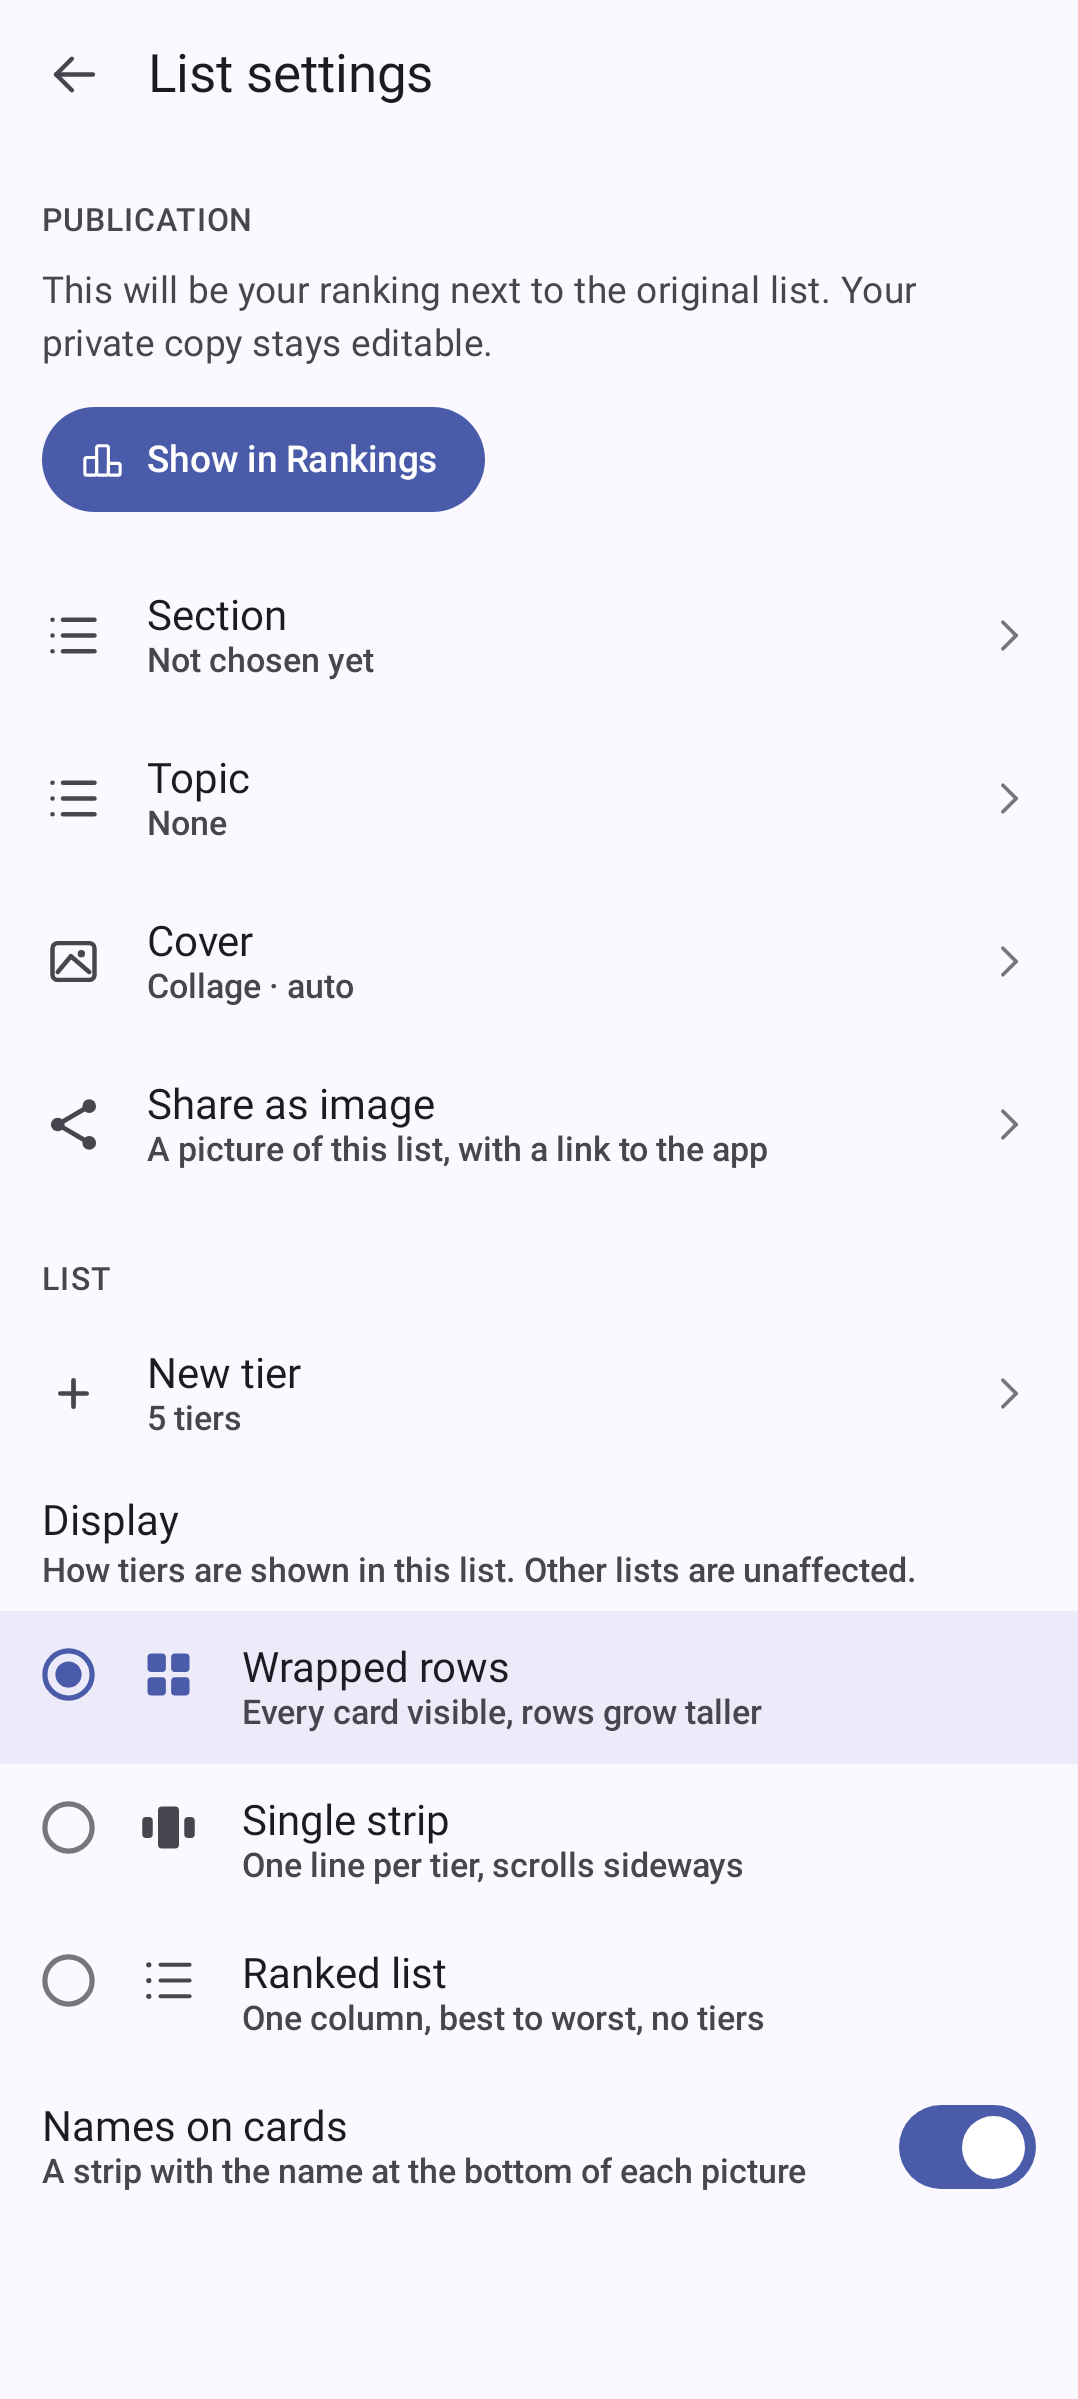 List settings
PUBLICATION
This will be your ranking next to the original list. Your
private copy stays editable.
Show in Rankings
Section
Not chosen yet
Topic
None
Cover
Collage · auto
Share as image
A picture of this list, with a link to the app
LIST
New tier
5 tiers
Display
How tiers are shown in this list. Other lists are unaffected.
Wrapped rows
Every card visible, rows grow taller
Single strip
One line per tier, scrolls sideways
Ranked list
One column, best to worst, no tiers
Names on cards
A strip with the name at the bottom of each picture